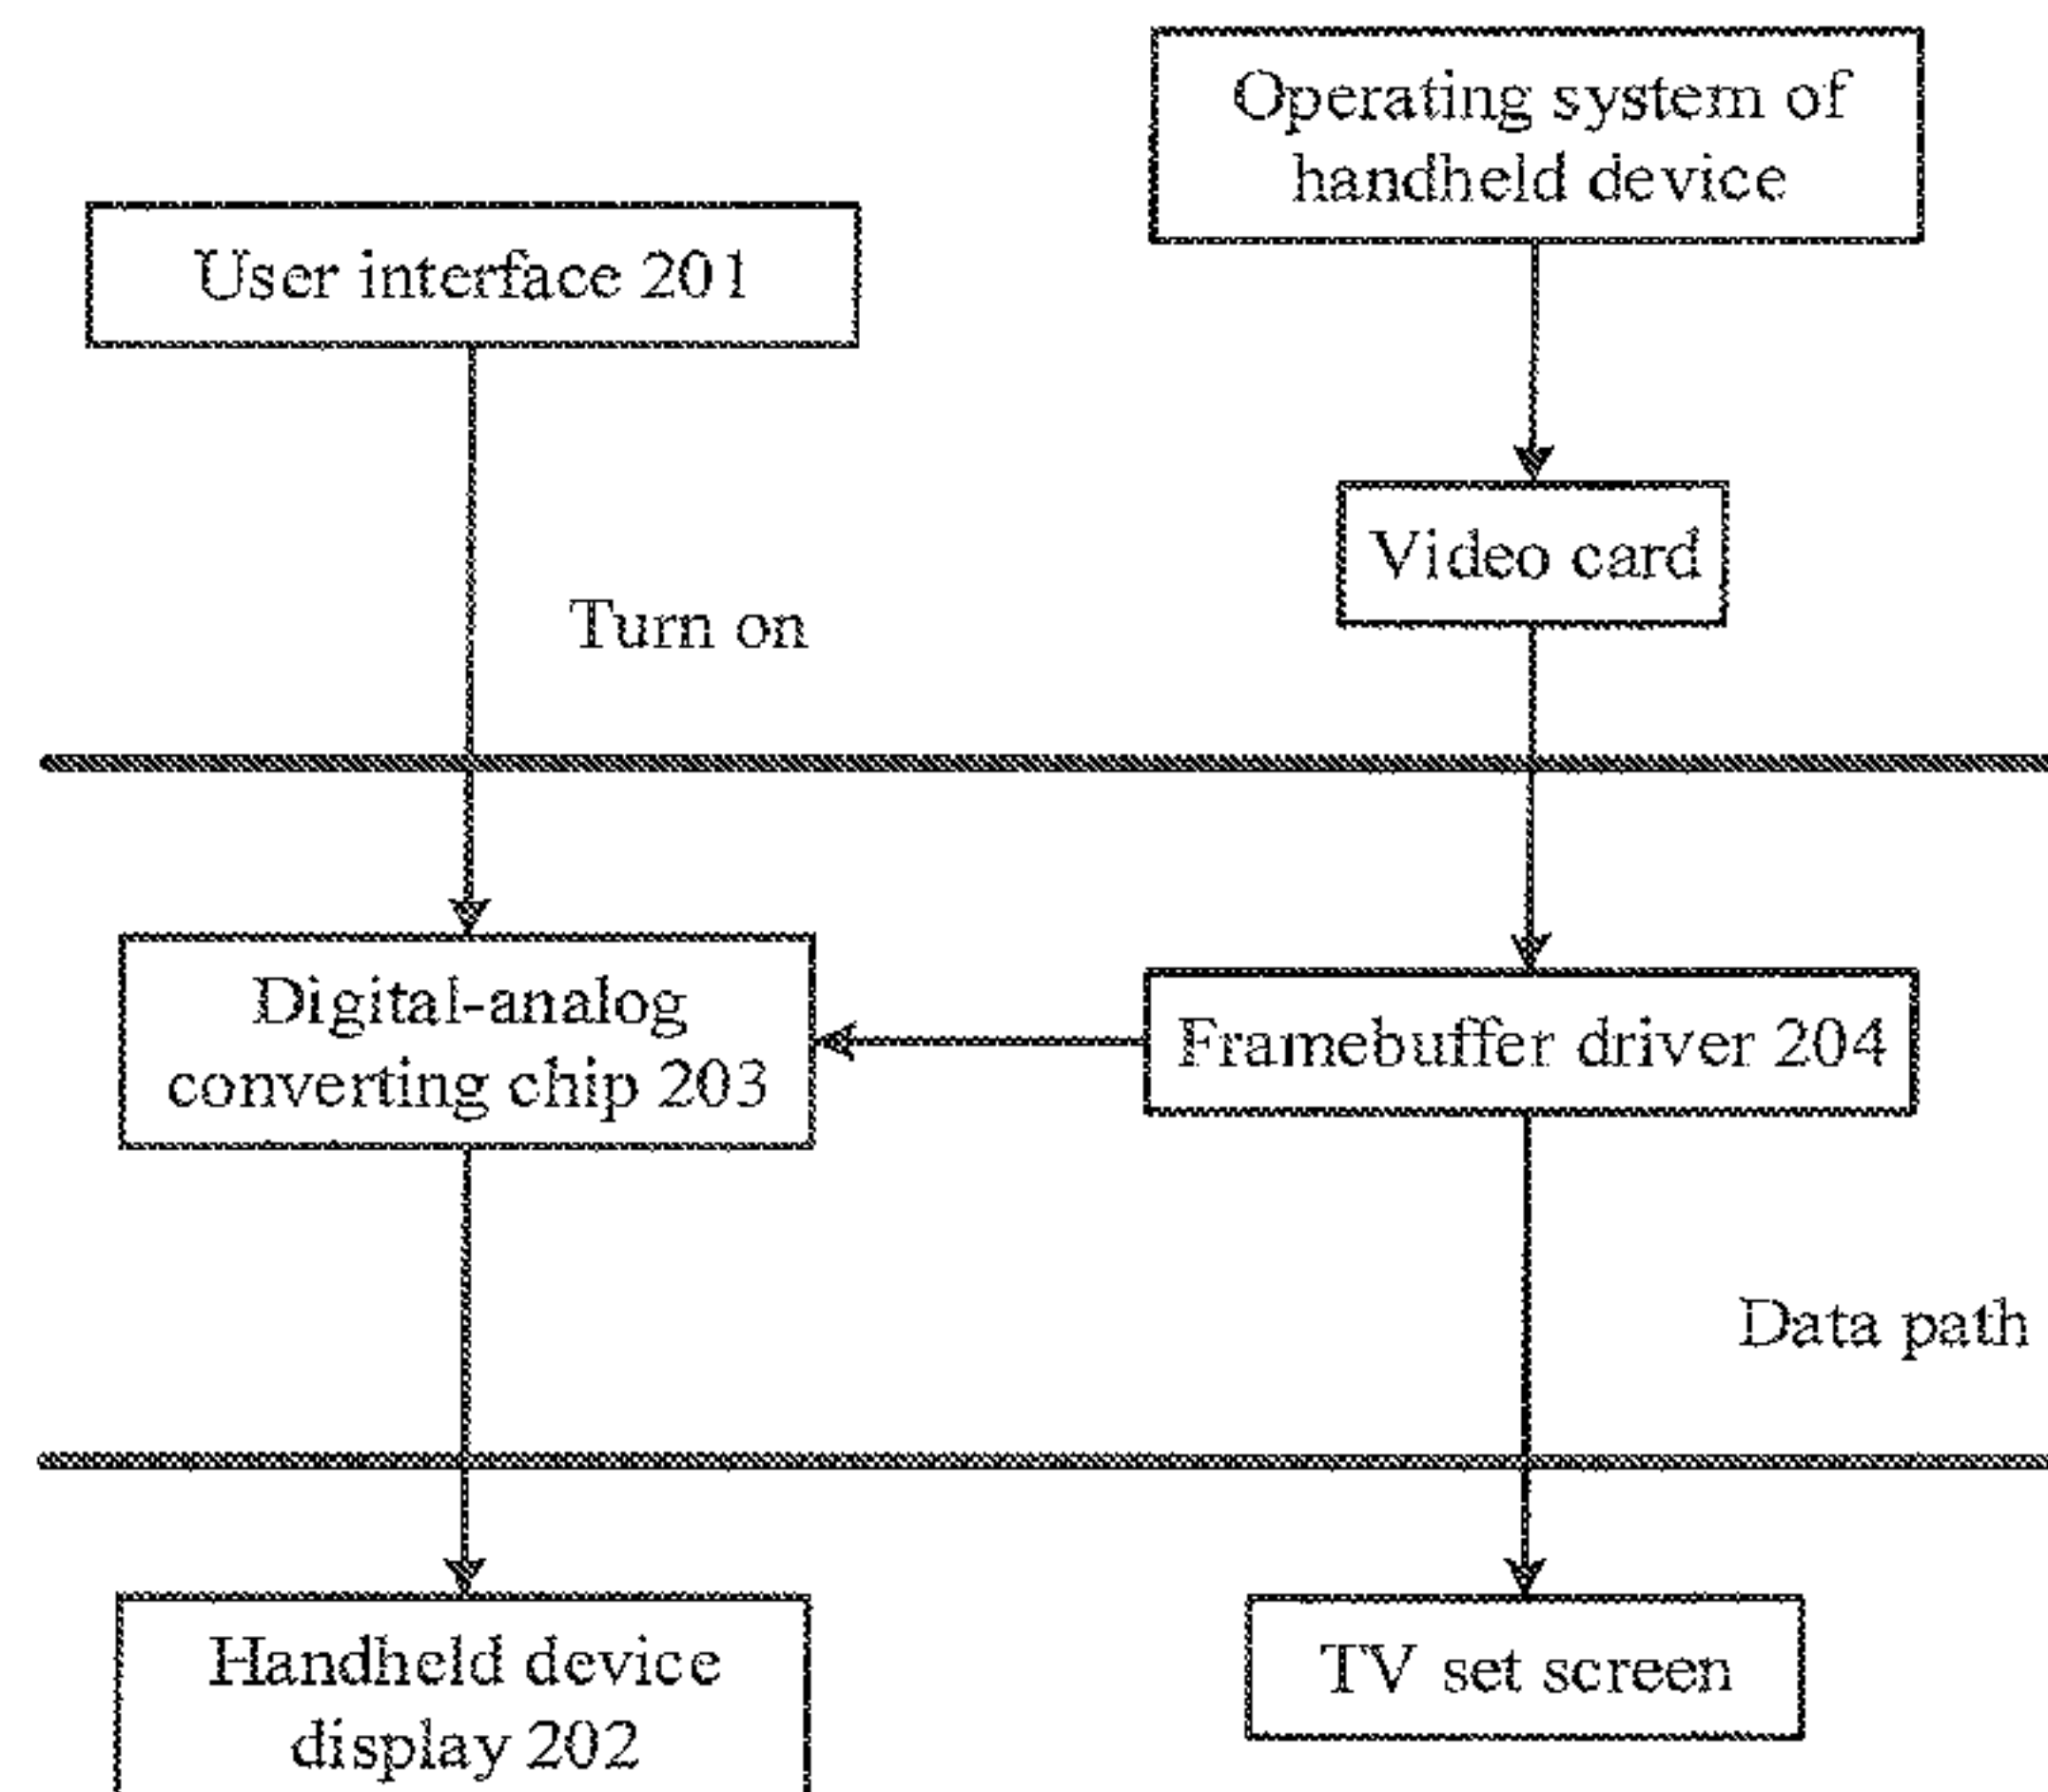 Operating system of
handheld device
User interface 201
Video card
Turn on
Digital-analog
converting chip 203
Framebuffer driver 204
Data path
Handheld device
display 202
TV set screen